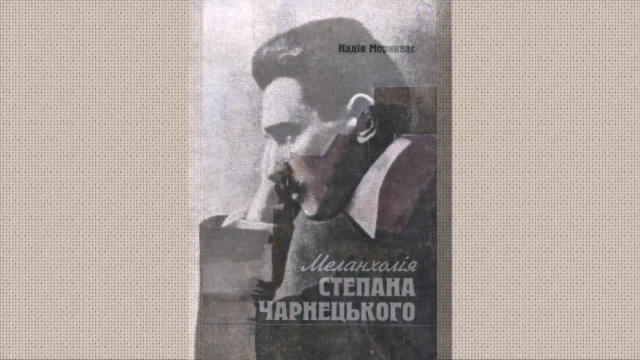 Надія Мориквас
Меланхолія
СТЕПАНА
ЧАРНЕЦЬКОГО